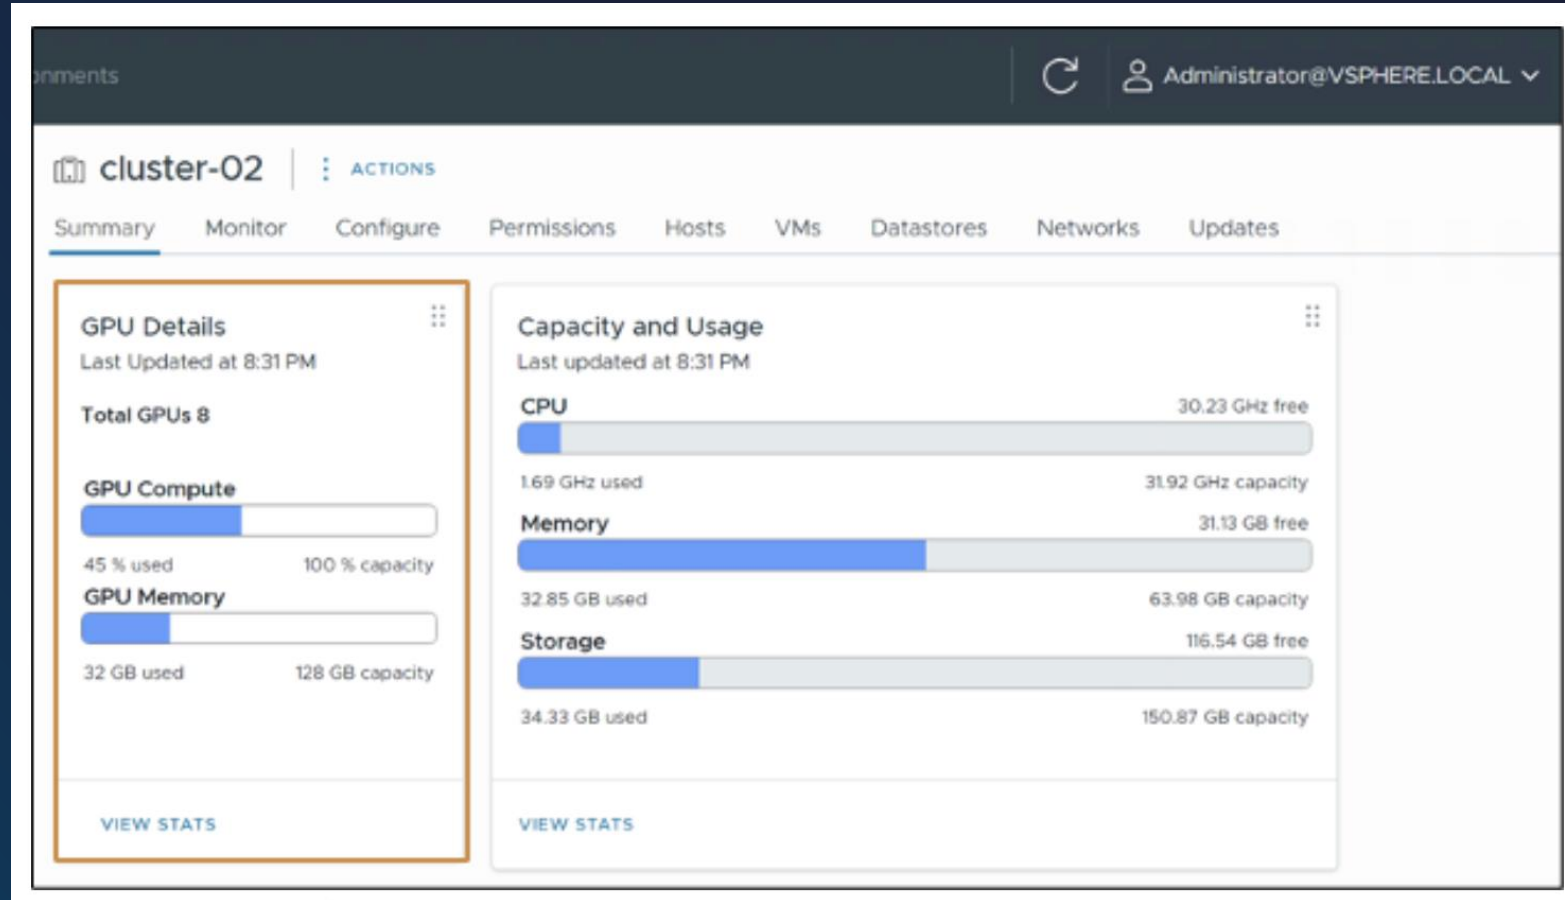 onments
Administrator@VSPHERE.LOCAL
cluster-02
ACTIONS
Summary Monitor Configure Permissions Hosts VMs Datastores Networks Updates
GPU Details
Last Updated at 8:31 PM
Total GPUs 8
GPU Compute
45 % used 100 % capacity
GPU Memory
32 GB used 128 GB capacity
VIEW STATS
Capacity and Usage
Last updated at 8:31 PM
CPU 30.23 GHz free
1.69 GHz used 31.92 GHz capacity
Memory 31.13 GB free
32.85 GB used 63.98 GB capacity
Storage 116.54 GB free
34.33 GB used 150.87 GB capacity
VIEW STATS